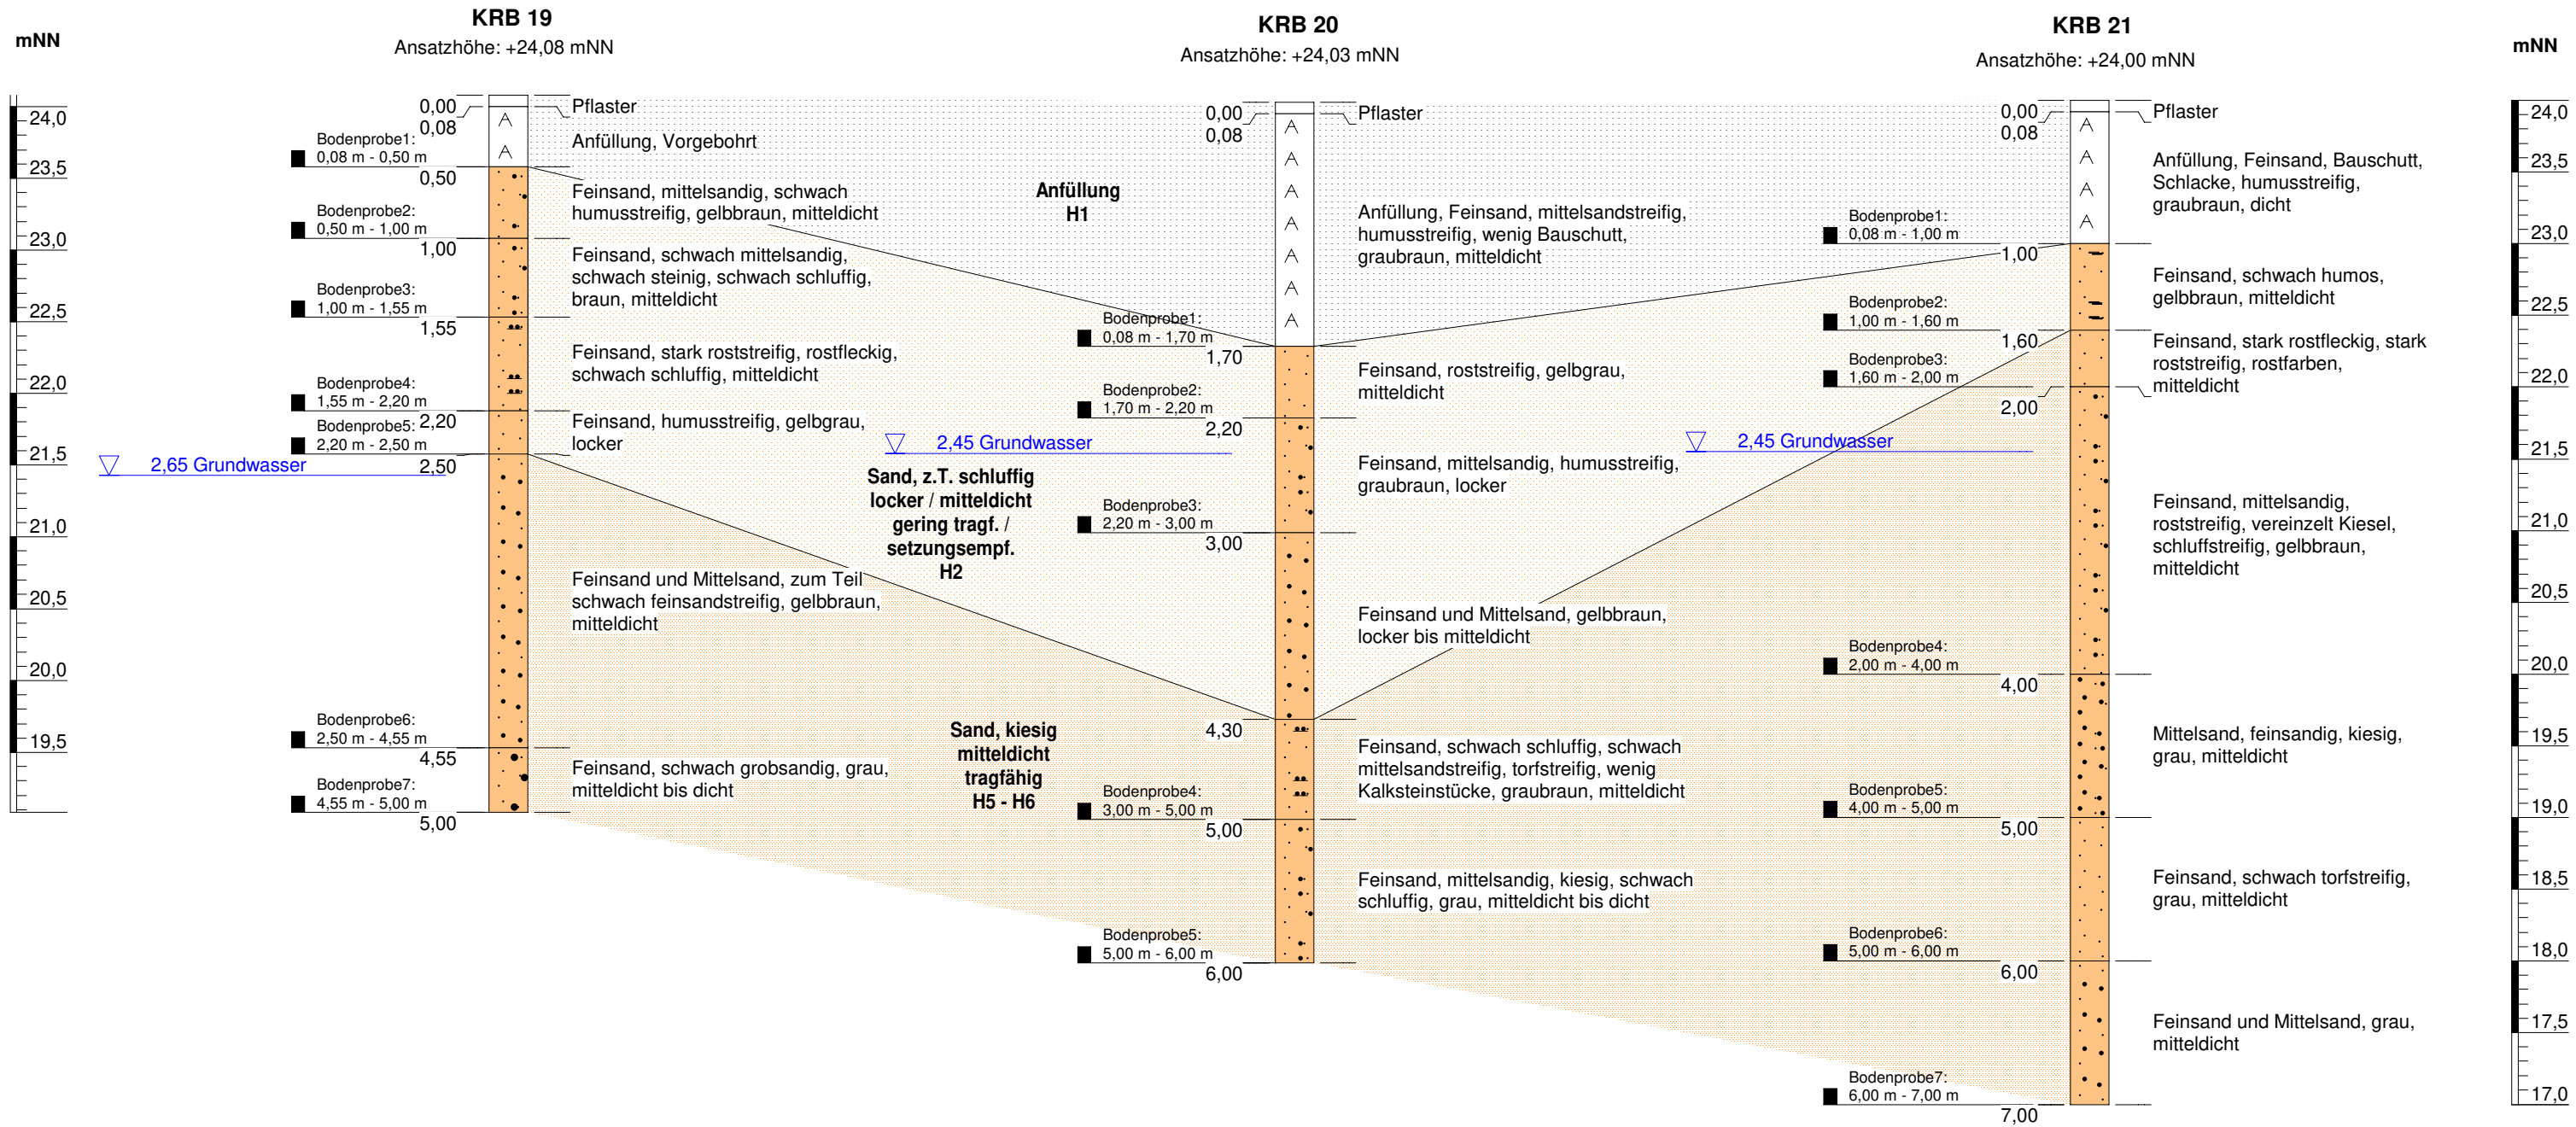 mNN
24,0
23,5
23,0
22,5
22,0
21,5
21,0
20,5
20,0
19,5
KRB 19
Ansatzhöhe: +24,08 mNN
0,00
0,08
0,50
1,00
1,55
2,20
2,50
4,55
5,00
Bodenprobe1:
0,08 m - 0,50 m
Bodenprobe2:
0,50 m - 1,00 m
Bodenprobe3:
1,00 m - 1,55 m
Bodenprobe4:
1,55 m - 2,20 m
Bodenprobe5:
2,20 m - 2,50 m
2,65 Grundwasser
Bodenprobe6:
2,50 m - 4,55 m
Bodenprobe7:
4,55 m - 5,00 m
Pflaster
Anfüllung, Vorgebohrt
Feinsand, mittelsandig, schwach
humusstreifig, gelbbraun, mitteldicht
Feinsand, schwach mittelsandig,
schwach steinig, schwach schluffig,
braun, mitteldicht
Feinsand, stark roststreifig, rostfleckig,
schwach schluffig, mitteldicht
Feinsand, humusstreifig, gelbgrau,
locker
Feinsand und Mittelsand, zum Teil
schwach feinsandstreifig, gelbbraun,
mitteldicht
Feinsand, schwach grobsandig, grau,
mitteldicht bis dicht
Anfüllung
H1
Sand, z.T. schluffig
locker / mitteldicht
gering tragf. /
setzungsempf.
H2
Sand, kiesig
mitteldicht
tragfähig
H5 - H6
KRB 20
Ansatzhöhe: +24,03 mNN
0,00
0,08
1,70
2,20
3,00
4,30
5,00
6,00
Bodenprobe1:
0,08 m - 1,70 m
Bodenprobe2:
1,70 m - 2,20 m
2,45 Grundwasser
Bodenprobe3:
2,20 m - 3,00 m
Bodenprobe4:
3,00 m - 5,00 m
Bodenprobe5:
5,00 m - 6,00 m
Pflaster
Anfüllung, Feinsand, mittelsandstreifig,
humusstreifig, wenig Bauschutt,
graubraun, mitteldicht
Feinsand, roststreifig, gelbgrau,
mitteldicht
Feinsand, mittelsandig, humusstreifig,
graubraun, locker
Feinsand und Mittelsand, gelbbraun,
locker bis mitteldicht
Feinsand, schwach schluffig, schwach
mittelsandstreifig, torfstreifig, wenig
Kalksteinstücke, graubraun, mitteldicht
Feinsand, mittelsandig, kiesig, schwach
schluffig, grau, mitteldicht bis dicht
KRB 21
Ansatzhöhe: +24,00 mNN
0,00
0,08
1,00
1,60
2,00
4,00
5,00
6,00
7,00
Bodenprobe1:
0,08 m - 1,00 m
Bodenprobe2:
1,00 m - 1,60 m
Bodenprobe3:
1,60 m - 2,00 m
2,45 Grundwasser
Bodenprobe4:
2,00 m - 4,00 m
Bodenprobe5:
4,00 m - 5,00 m
Bodenprobe6:
5,00 m - 6,00 m
Bodenprobe7:
6,00 m - 7,00 m
Pflaster
Anfüllung, Feinsand, Bauschutt,
Schlacke, humusstreifig,
graubraun, dicht
Feinsand, schwach humos,
gelbbraun, mitteldicht
Feinsand, stark rostfleckig, stark
roststreifig, rostfarben,
mitteldicht
Feinsand, mittelsandig,
roststreifig, vereinzelt Kiesel,
schluffstreifig, gelbbraun,
mitteldicht
Mittelsand, feinsandig, kiesig,
grau, mitteldicht
Feinsand, schwach torfstreifig,
grau, mitteldicht
Feinsand und Mittelsand, grau,
mitteldicht
mNN
24,0
23,5
23,0
22,5
22,0
21,5
21,0
20,5
20,0
19,5
19,0
18,5
18,0
17,5
17,0